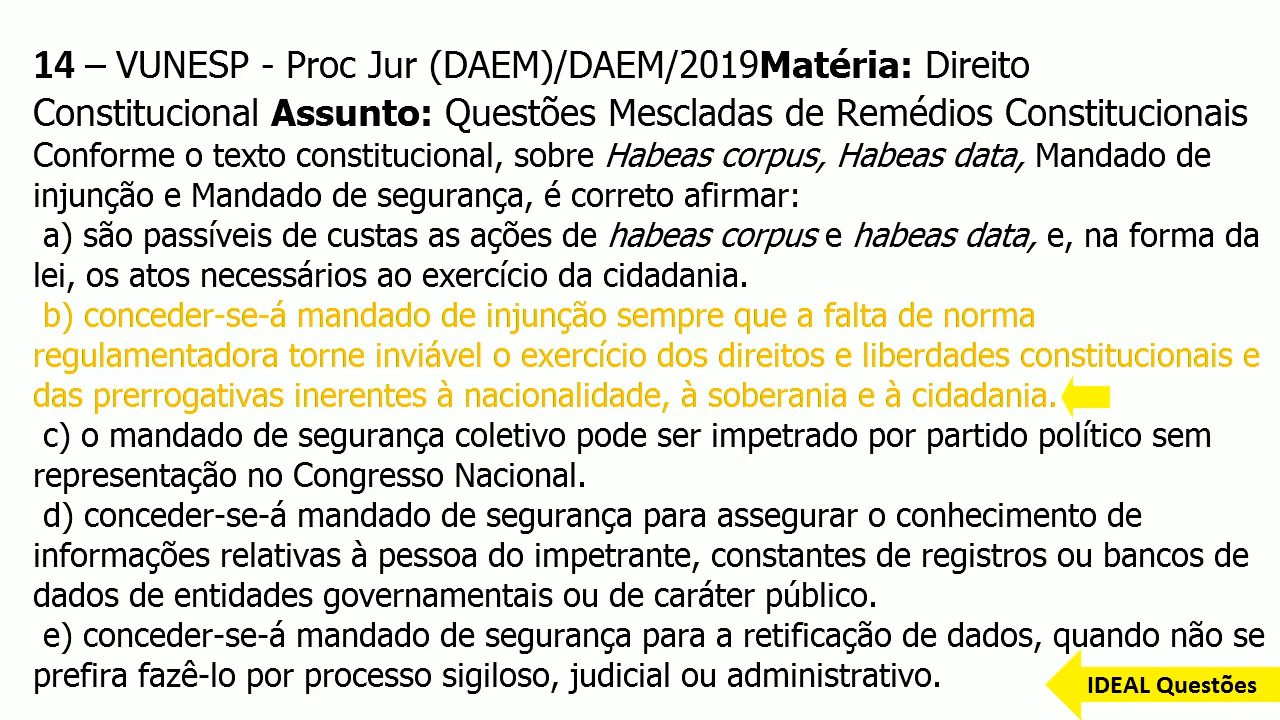 14 – VUNESP - Proc Jur (DAEM)/DAEM/2019Matéria: Direito
Constitucional Assunto: Questões Mescladas de Remédios Constitucionais
Conforme o texto constitucional, sobre Habeas corpus, Habeas data, Mandado de
injunção e Mandado de segurança, é correto afirmar:
a) são passíveis de custas as ações de habeas corpus e habeas data, e, na forma da
lei, os atos necessários ao exercício da cidadania.
b) conceder-se-á mandado de injunção sempre que a falta de norma
regulamentadora torne inviável o exercício dos direitos e liberdades constitucionais e
das prerrogativas inerentes à nacionalidade, à soberania e à cidadania.
c) o mandado de segurança coletivo pode ser impetrado por partido político sem
representação no Congresso Nacional.
d) conceder-se-á mandado de segurança para assegurar o conhecimento de
informações relativas à pessoa do impetrante, constantes de registros ou bancos de
dados de entidades governamentais ou de caráter público.
e) conceder-se-á mandado de segurança para a retificação de dados, quando não se
prefira fazê-lo por processo sigiloso, judicial ou administrativo.
IDEAL Questões